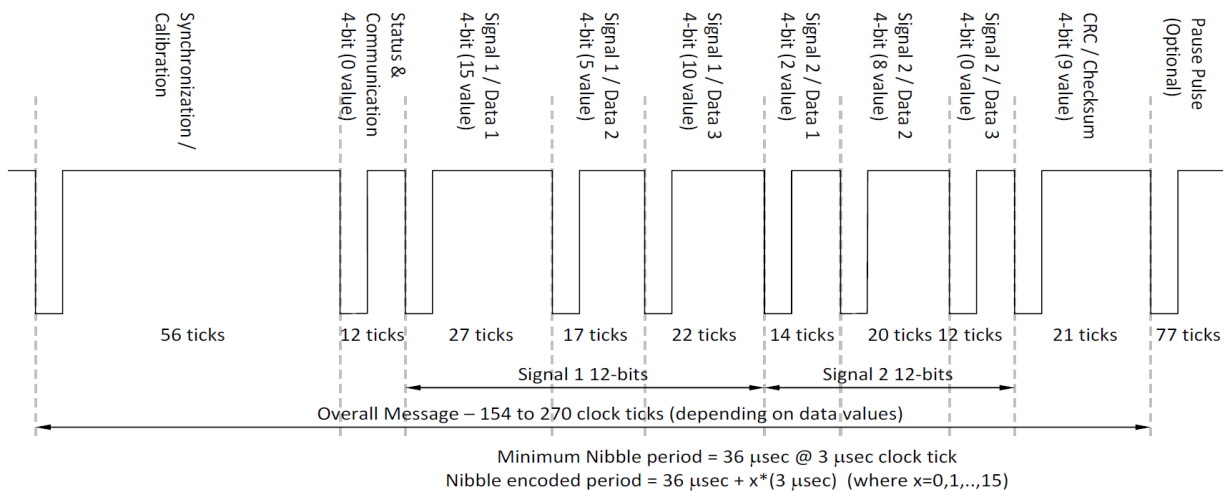 Synchronization /
Calibration
Status &
Communication
4-bit (0 value)
Signal 1 / Data 1
4-bit (15 value)
Signal 1 / Data 2
4-bit (5 value)
Signal 1 / Data 3
4-bit (10 value)
Signal 2 / Data 1
4-bit (2 value)
Signal 2 / Data 2
4-bit (8 value)
Signal 2 / Data 3
4-bit (0 value)
CRC / Checksum
4-bit (9 value)
Pause Pulse
(Optional)
56 ticks 12 ticks 27 ticks 17 ticks 22 ticks 14 ticks 20 ticks 12 ticks 21 ticks 77 ticks
Signal 1 12-bits Signal 2 12-bits
Overall Message – 154 to 270 clock ticks (depending on data values)
Minimum Nibble period = 36 μsec @ 3 μsec clock tick
Nibble encoded period = 36 μsec + x*(3 μsec) (where x=0,1,..,15)